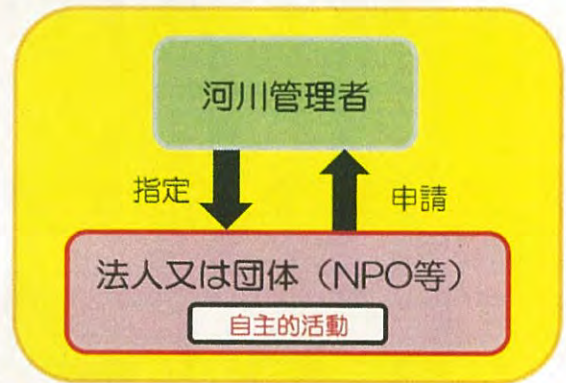 河川管理者
指定
申請
法人又は団体（NPO等）
自主的活動